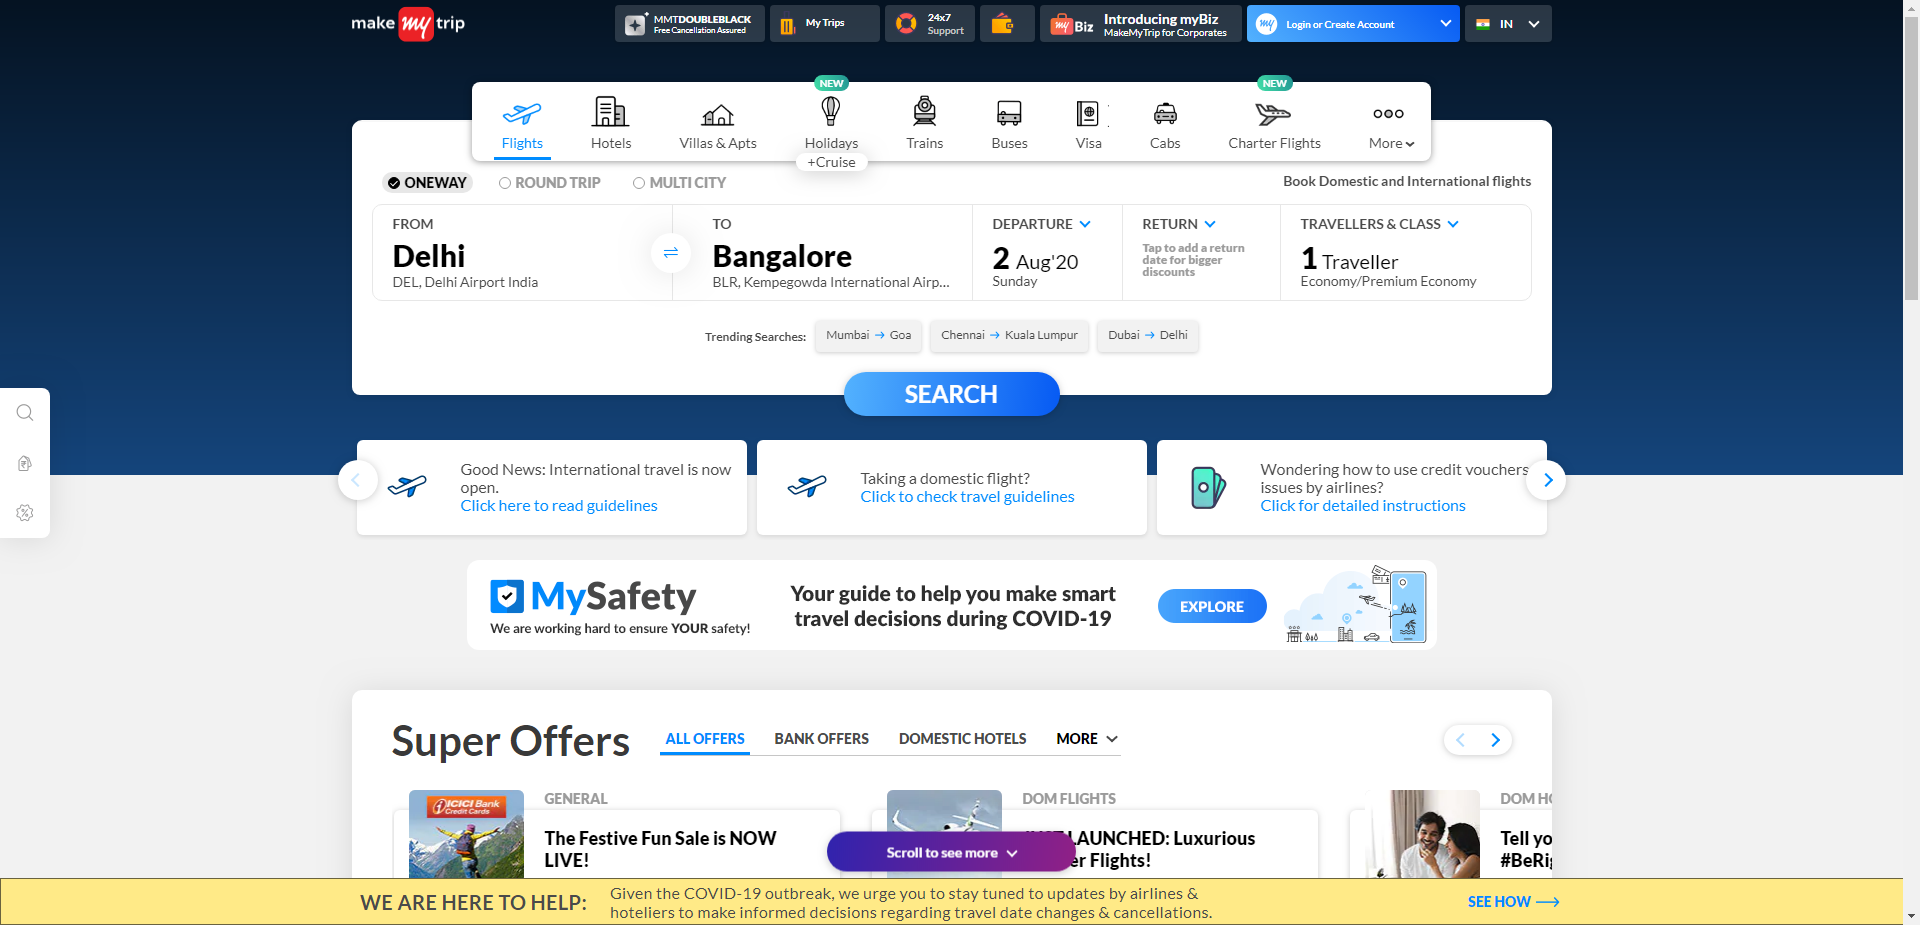 make my trip
MMTDOUBLEBLACK
Free Cancellation Assured
My Trips
24x7
Support
my Biz
Introducing myBiz
MakeMyTrip for Corporates
my
Login or Create Account
IN
NEW
NEW
Flights
Hotels
Villas & Apts
Holidays
+Cruise
Trains
Buses
Visa
Cabs
Charter Flights
More
ONEWAY
ROUND TRIP
MULTI CITY
Book Domestic and International flights
FROM
Delhi
DEL, Delhi Airport India
TO
Bangalore
BLR, Kempegowda International Airp...
DEPARTURE
2 Aug'20
Sunday
RETURN
Tap to add a return
date for bigger
discounts
TRAVELLERS & CLASS
1 Traveller
Economy/Premium Economy
Trending Searches:
Mumbai → Goa
Chennai → Kuala Lumpur
Dubai → Delhi
SEARCH
Good News: International travel is now
open.
Click here to read guidelines
Taking a domestic flight?
Click to check travel guidelines
Wondering how to use credit vouchers
issues by airlines?
Click for detailed instructions
MySafety
We are working hard to ensure YOUR safety!
Your guide to help you make smart
travel decisions during COVID-19
EXPLORE
Super Offers
ALL OFFERS
BANK OFFERS
DOMESTIC HOTELS
MORE
ICICI Bank
Credit Cards
GENERAL
The Festive Fun Sale is NOW
LIVE!
DOM FLIGHTS
LAUNCHED: Luxurious
Flights!
DOM
Tell
Scroll to see more
WE ARE HERE TO HELP:
Given the COVID-19 outbreak, we urge you to stay tuned to updates by airlines &
hoteliers to make informed decisions regarding travel date changes & cancellations.
SEE HOW